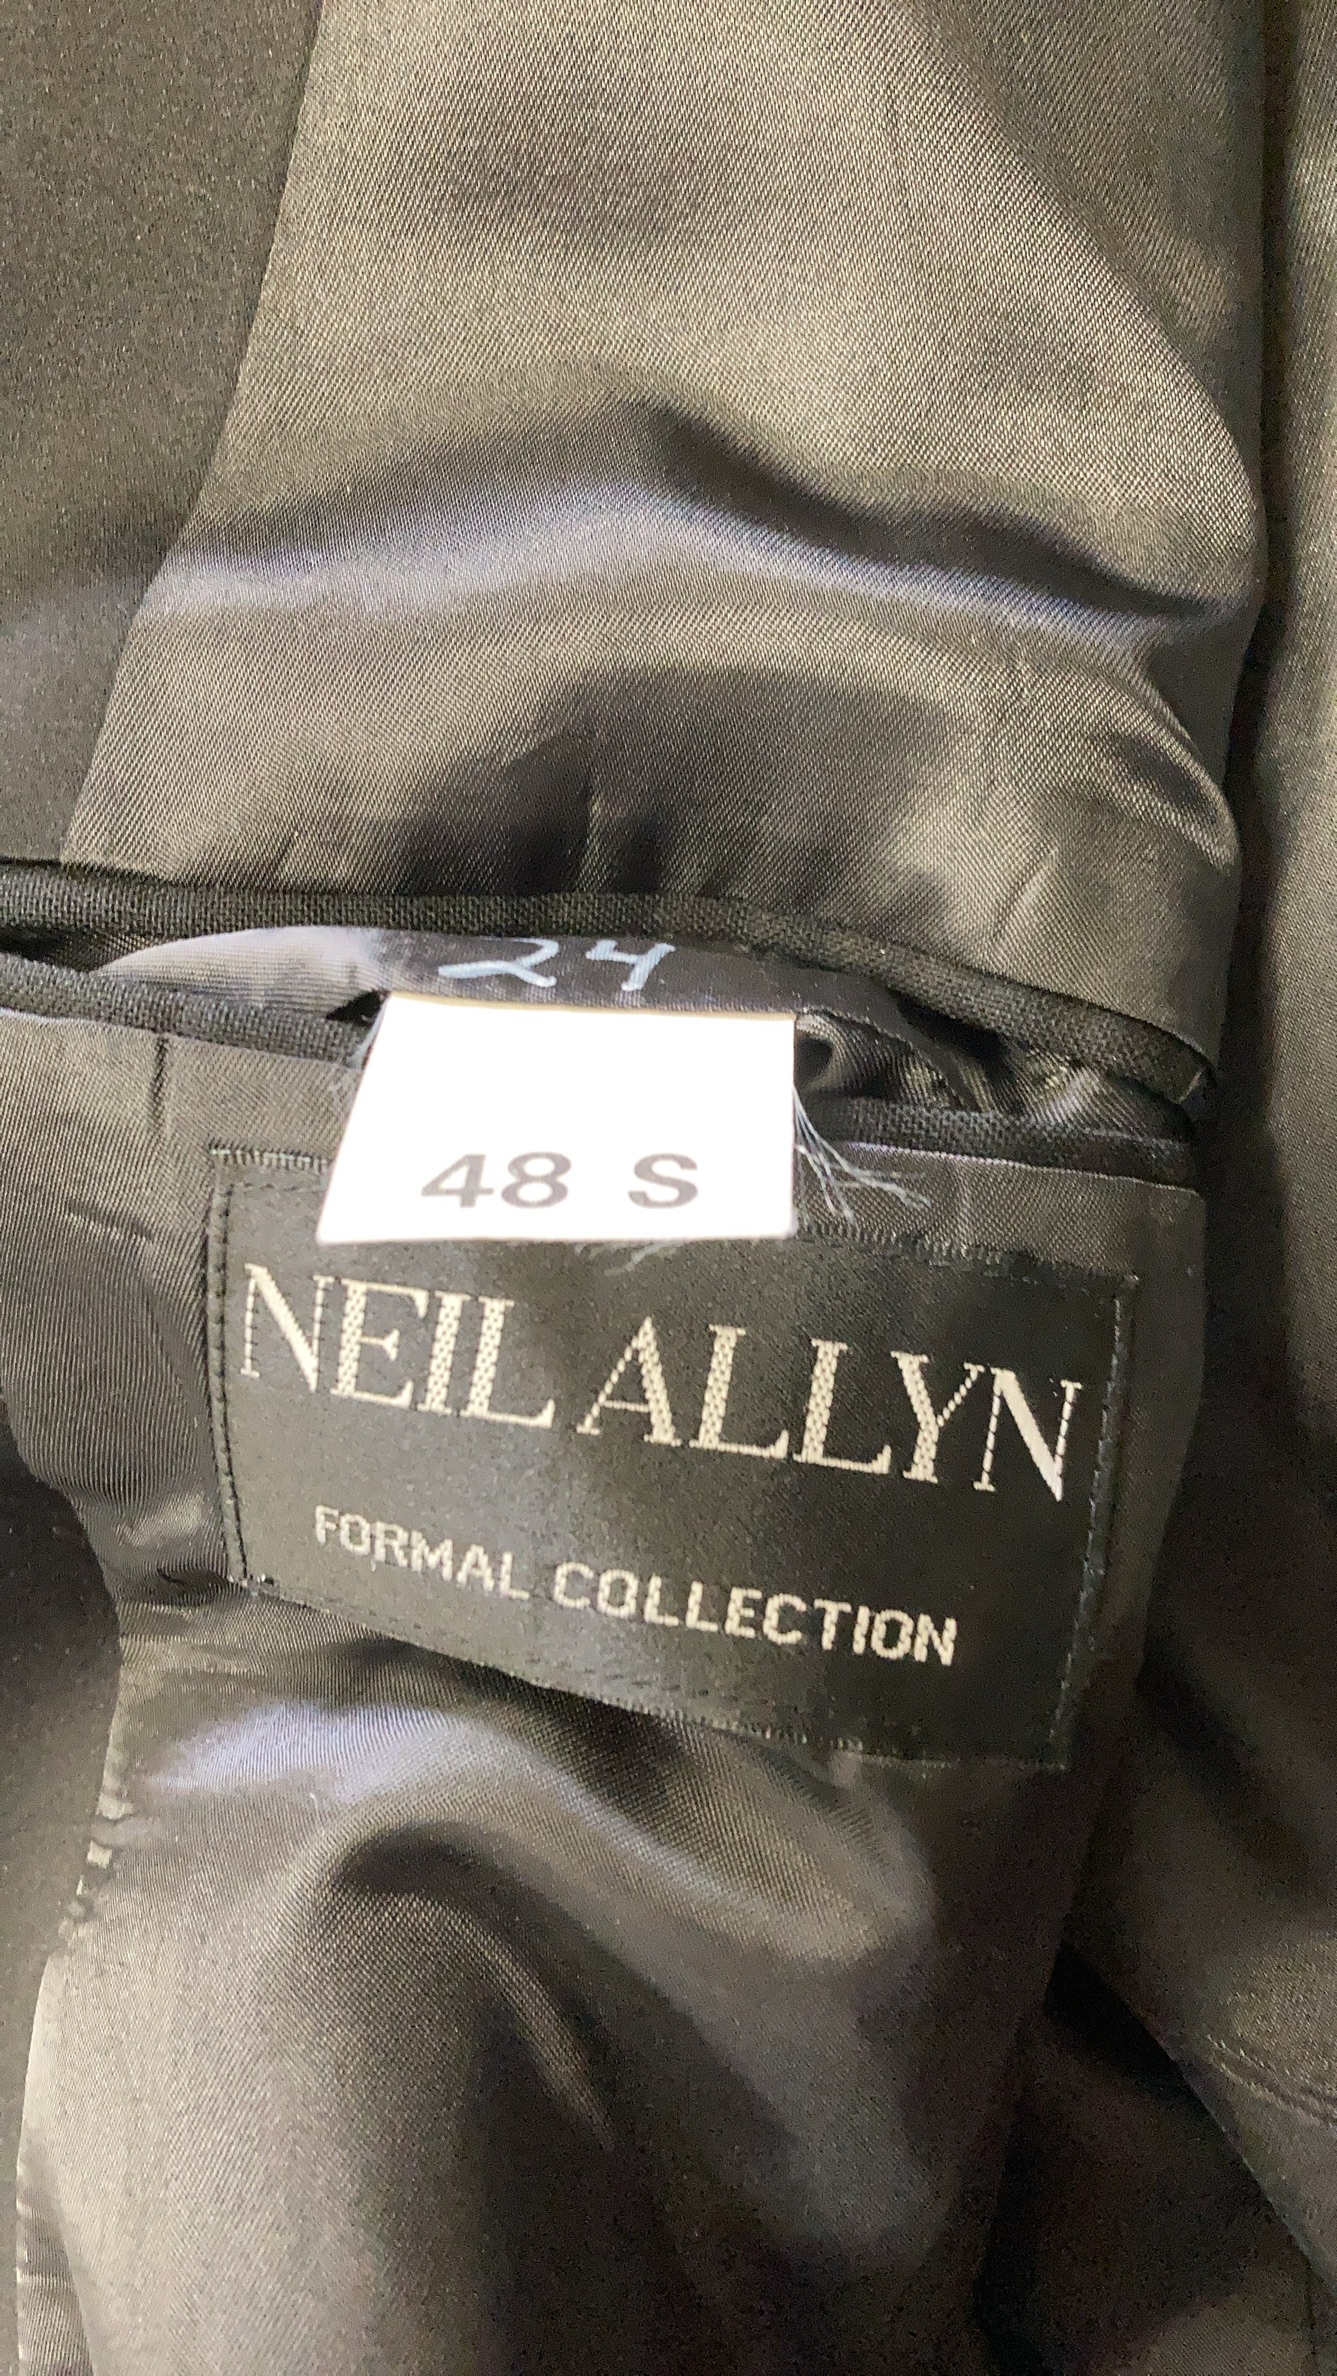 24
48 S
NEIL ALLYN
FORMAL COLLECTION